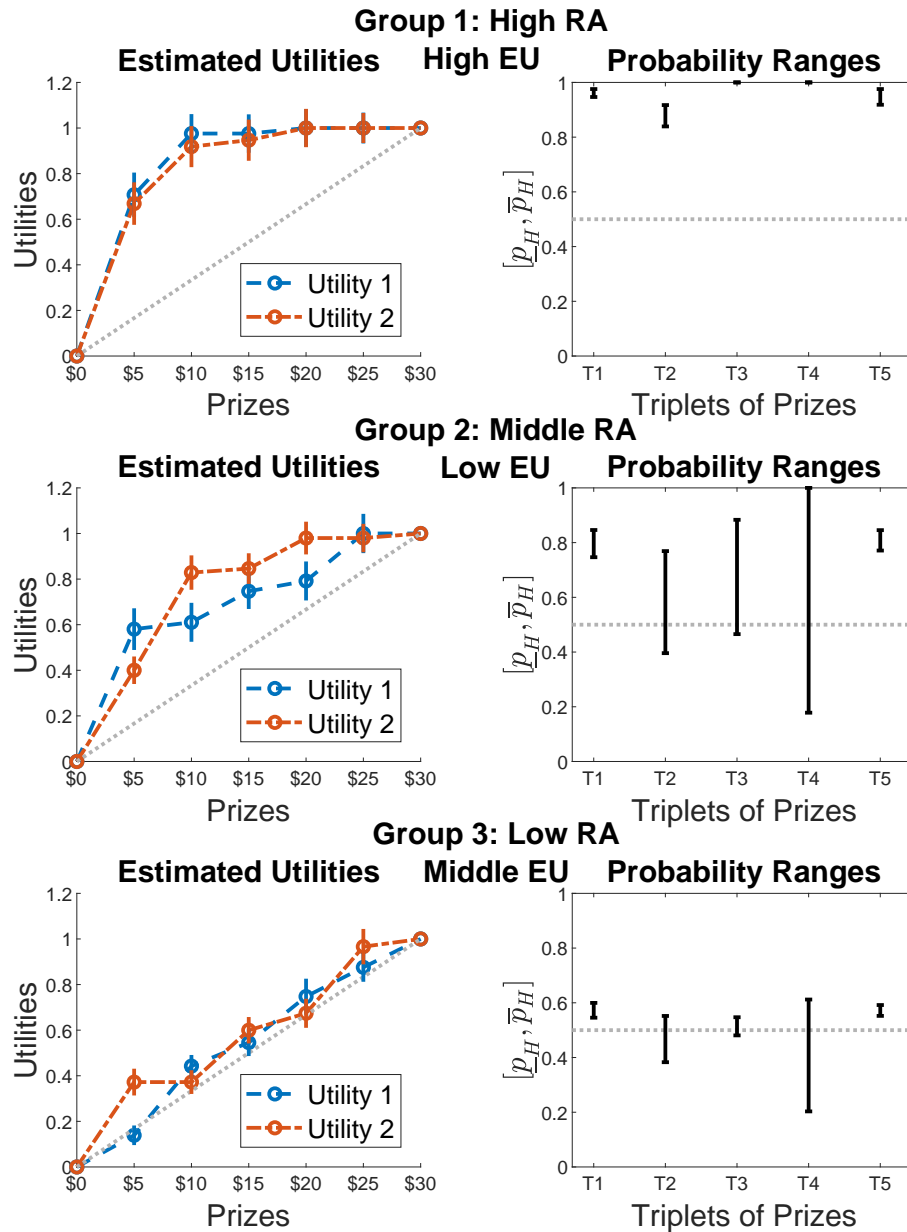 Group 1: High RA
High EU
Estimated Utilities
1.2
1
0.8
0.6
0.4
0.2
0
Utilities
Utility 1
Utility 2
$0 $5 $10 $15 $20 $25 $30
Prizes
Probability Ranges
1
0.8
0.6
0.4
0.2
0
[p̲_H, p̅_H]
T1 T2 T3 T4 T5
Triplets of Prizes
Group 2: Middle RA
Low EU
Estimated Utilities
1.2
1
0.8
0.6
0.4
0.2
0
Utilities
Utility 1
Utility 2
$0 $5 $10 $15 $20 $25 $30
Prizes
Probability Ranges
1
0.8
0.6
0.4
0.2
0
[p̲_H, p̅_H]
T1 T2 T3 T4 T5
Triplets of Prizes
Group 3: Low RA
Middle EU
Estimated Utilities
1.2
1
0.8
0.6
0.4
0.2
0
Utilities
Utility 1
Utility 2
$0 $5 $10 $15 $20 $25 $30
Prizes
Probability Ranges
1
0.8
0.6
0.4
0.2
0
[p̲_H, p̅_H]
T1 T2 T3 T4 T5
Triplets of Prizes